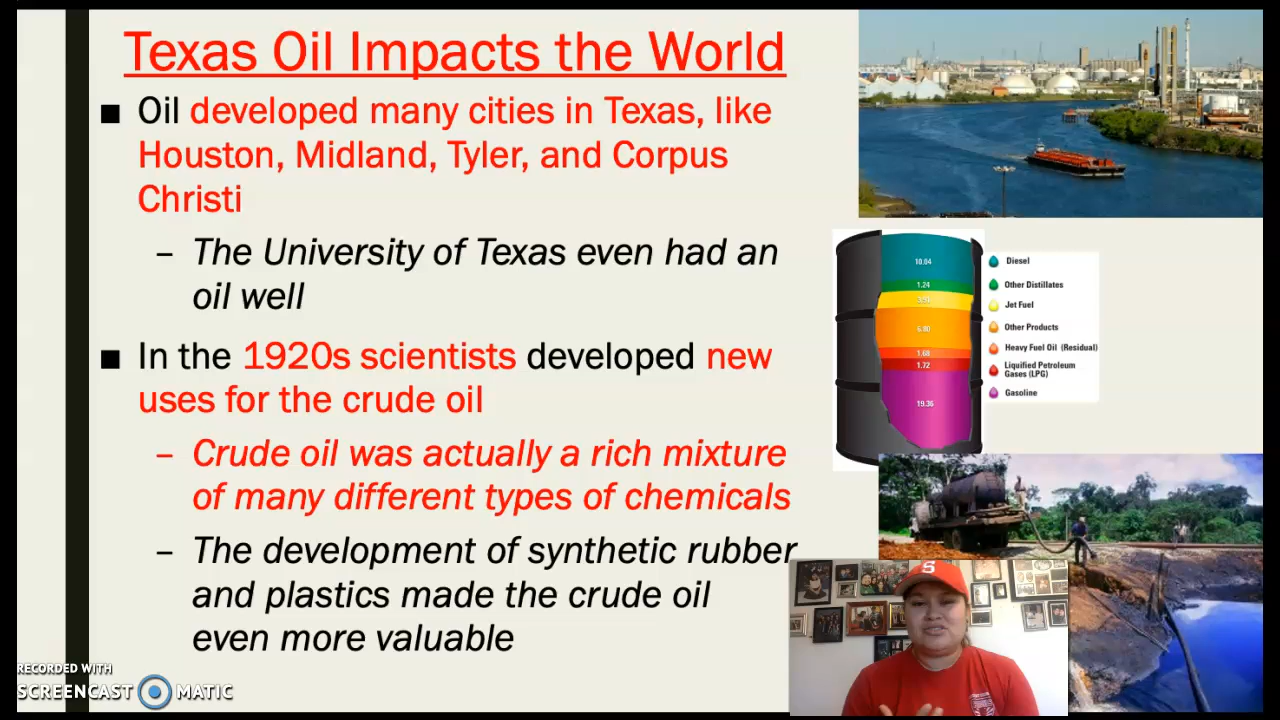 Texas Oil Impacts the World
■ Oil developed many cities in Texas, like
Houston, Midland, Tyler, and Corpus
Christi
– The University of Texas even had an
oil well
■ In the 1920s scientists developed new
uses for the crude oil
– Crude oil was actually a rich mixture
of many different types of chemicals
– The development of synthetic rubber
and plastics made the crude oil
even more valuable
10.04
1.24
6.80
1.68
1.72
19.36
Diesel
Other Distillates
Jet Fuel
Other Products
Heavy Fuel Oil (Residual)
Liquified Petroleum
Gases (LPG)
Gasoline
S
RECORDED WITH
SCREENCAST MATIC